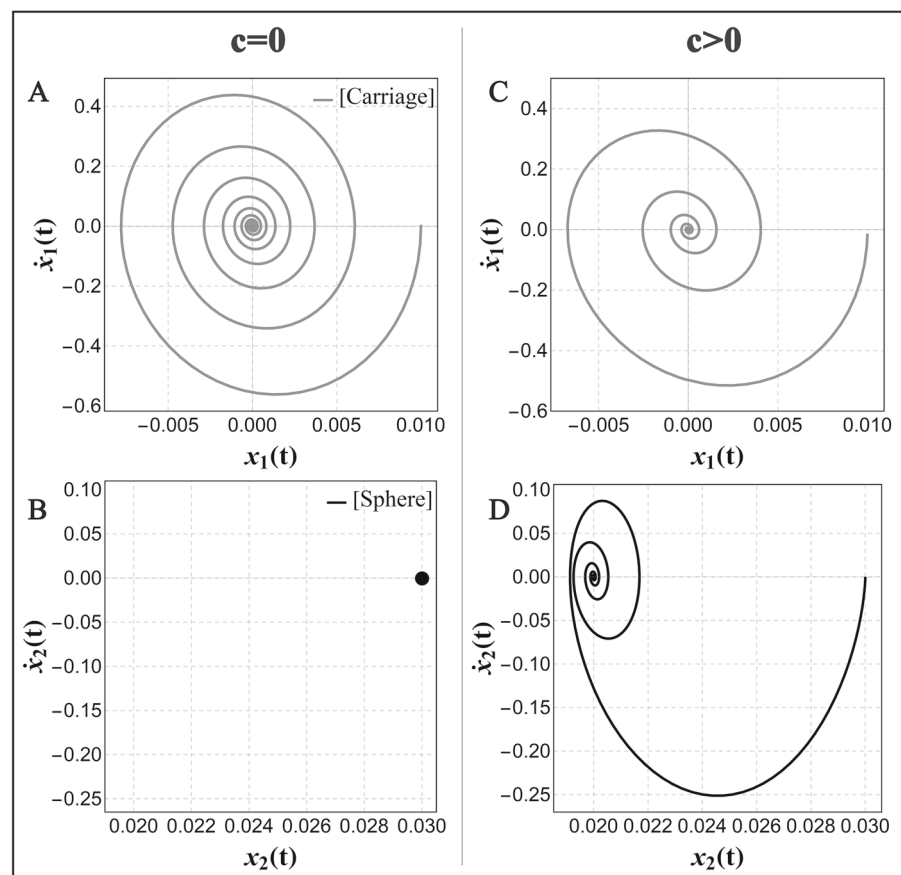 c=0
c>0
A
[Carriage]
0.4
0.2
0.0
−0.2
−0.4
−0.6
ẋ₁(t)
−0.005
0.000
0.005
0.010
x₁(t)
C
0.4
0.2
0.0
−0.2
−0.4
−0.6
ẋ₁(t)
−0.005
0.000
0.005
0.010
x₁(t)
B
[Sphere]
0.10
0.05
0.00
−0.05
−0.10
−0.15
−0.20
−0.25
ẋ₂(t)
0.020 0.022 0.024 0.026 0.028 0.030
x₂(t)
D
0.10
0.05
0.00
−0.05
−0.10
−0.15
−0.20
−0.25
ẋ₂(t)
0.020 0.022 0.024 0.026 0.028 0.030
x₂(t)